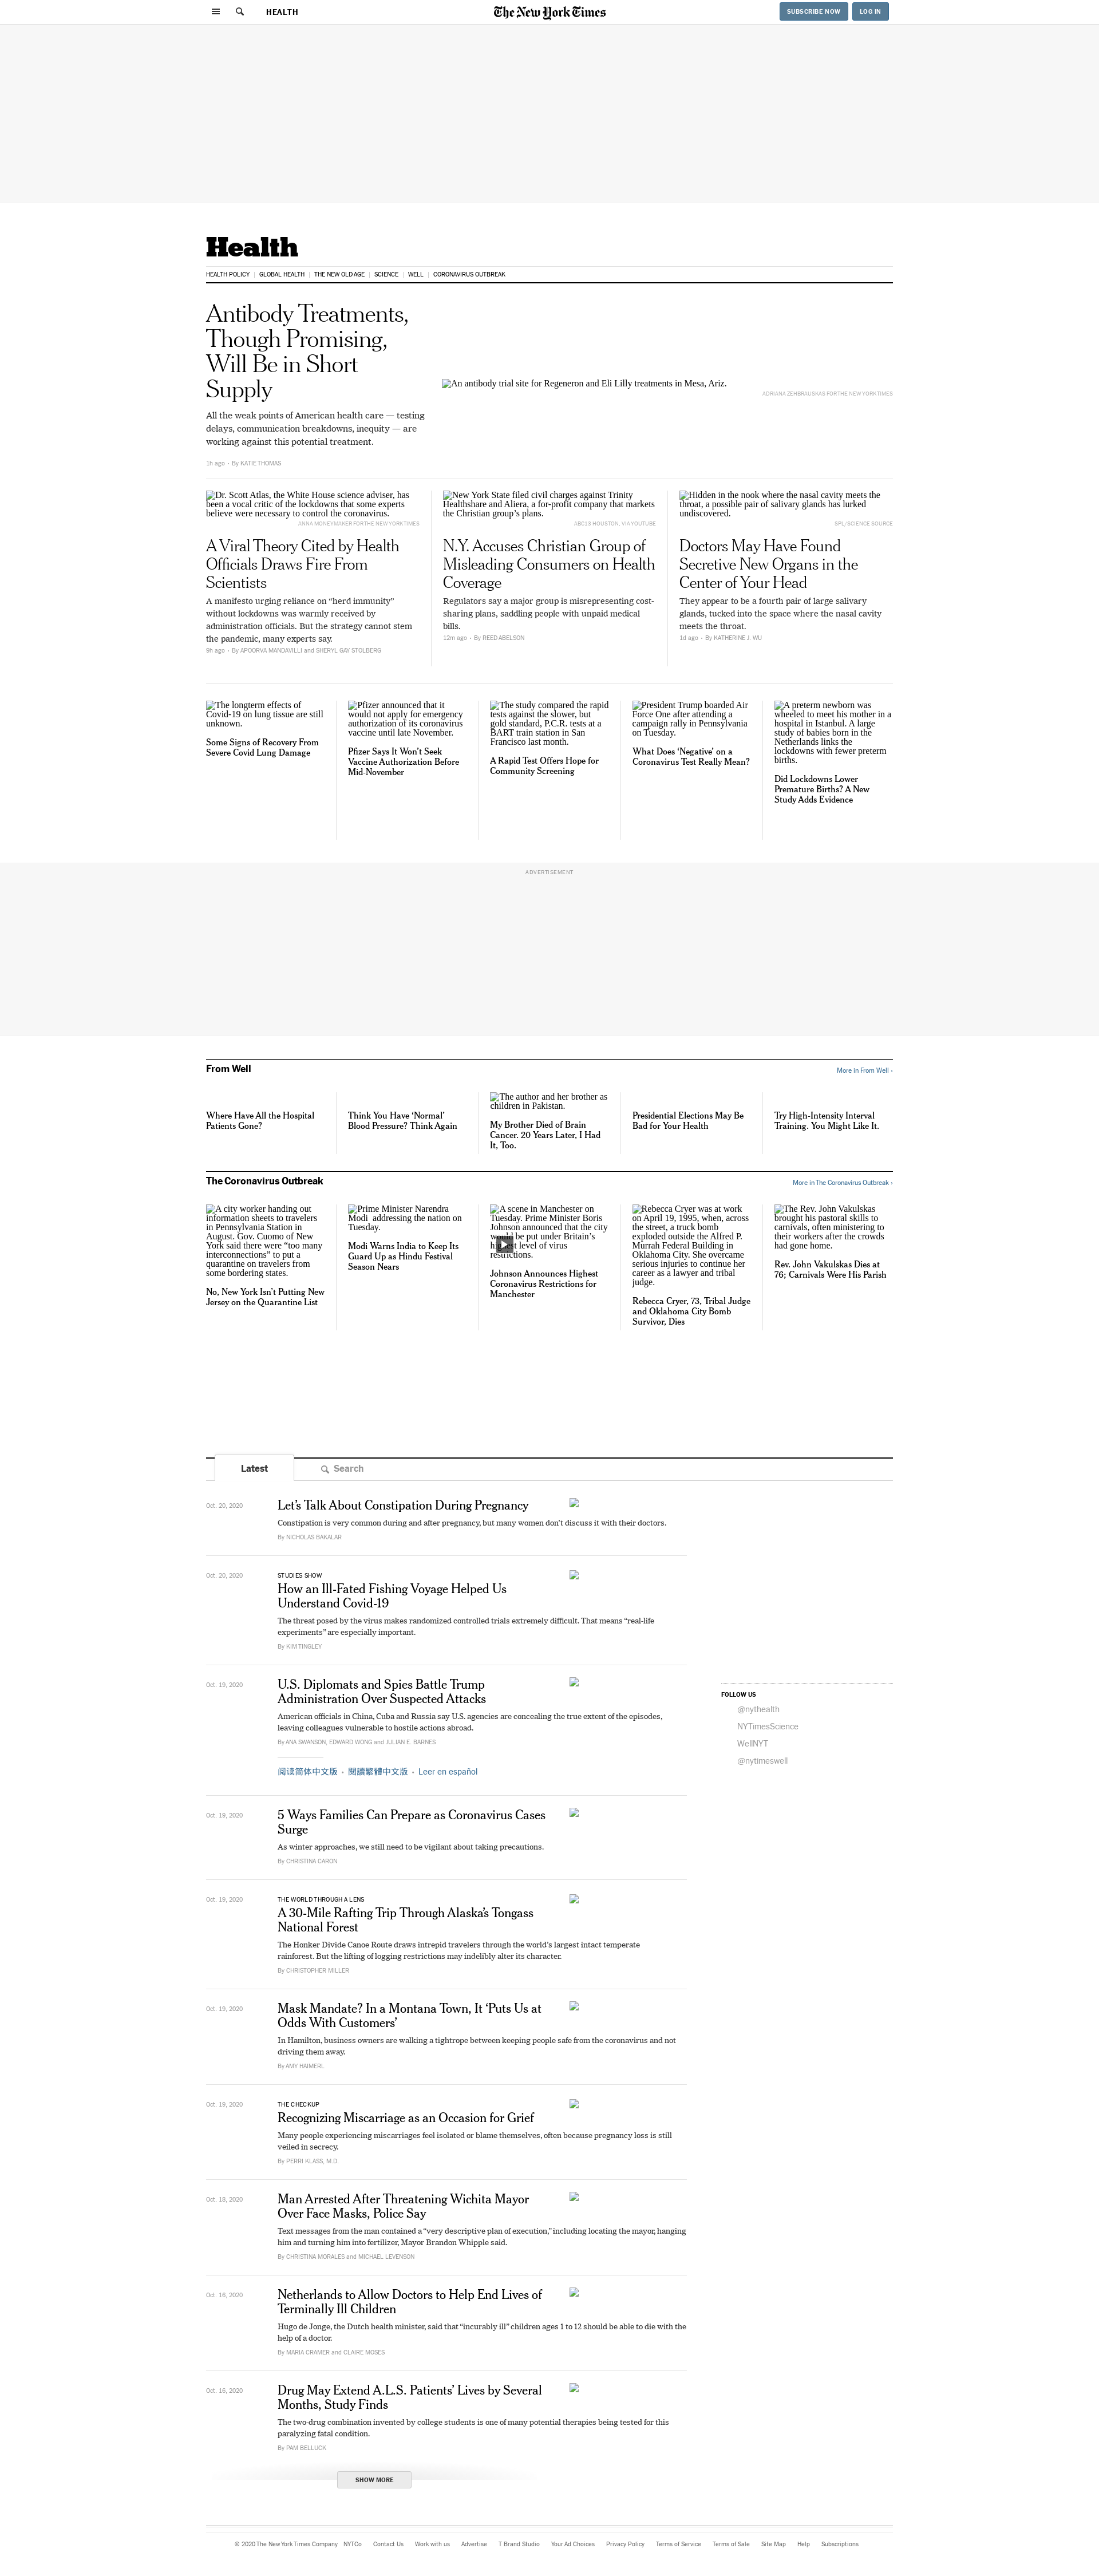 HEALTH
The New York Times
SUBSCRIBE NOW
LOG IN
Health
HEALTH POLICY
GLOBAL HEALTH
THE NEW OLD AGE
SCIENCE
WELL
CORONAVIRUS OUTBREAK
Antibody Treatments,
Though Promising,
Will Be in Short
Supply
All the weak points of American health care — testing
delays, communication breakdowns, inequity — are
working against this potential treatment.
1h ago • By KATIE THOMAS
An antibody trial site for Regeneron and Eli Lilly treatments in Mesa, Ariz.
ADRIANA ZEHBRAUSKAS FOR THE NEW YORK TIMES
Dr. Scott Atlas, the White House science adviser, has
been a vocal critic of the lockdowns that some experts
believe were necessary to control the coronavirus.
ANNA MONEYMAKER FOR THE NEW YORK TIMES
A Viral Theory Cited by Health
Officials Draws Fire From
Scientists
A manifesto urging reliance on “herd immunity”
without lockdowns was warmly received by
administration officials. But the strategy cannot stem
the pandemic, many experts say.
9h ago • By APOORVA MANDAVILLI and SHERYL GAY STOLBERG
New York State filed civil charges against Trinity
Healthshare and Aliera, a for-profit company that markets
the Christian group’s plans.
ABC13 HOUSTON, VIA YOUTUBE
N.Y. Accuses Christian Group of
Misleading Consumers on Health
Coverage
Regulators say a major group is misrepresenting cost-
sharing plans, saddling people with unpaid medical
bills.
12m ago • By REED ABELSON
Hidden in the nook where the nasal cavity meets the
throat, a possible pair of salivary glands has lurked
undiscovered.
SPL/SCIENCE SOURCE
Doctors May Have Found
Secretive New Organs in the
Center of Your Head
They appear to be a fourth pair of large salivary
glands, tucked into the space where the nasal cavity
meets the throat.
1d ago • By KATHERINE J. WU
The longterm effects of
Covid-19 on lung tissue are still
unknown.
Some Signs of Recovery From
Severe Covid Lung Damage
Pfizer announced that it
would not apply for emergency
authorization of its coronavirus
vaccine until late November.
Pfizer Says It Won’t Seek
Vaccine Authorization Before
Mid-November
The study compared the rapid
tests against the slower, but
gold standard, P.C.R. tests at a
BART train station in San
Francisco last month.
A Rapid Test Offers Hope for
Community Screening
President Trump boarded Air
Force One after attending a
campaign rally in Pennsylvania
on Tuesday.
What Does ‘Negative’ on a
Coronavirus Test Really Mean?
A preterm newborn was
wheeled to meet his mother in a
hospital in Istanbul. A large
study of babies born in the
Netherlands links the
lockdowns with fewer preterm
births.
Did Lockdowns Lower
Premature Births? A New
Study Adds Evidence
ADVERTISEMENT
From Well
More in From Well ›
Where Have All the Hospital
Patients Gone?
Think You Have ‘Normal’
Blood Pressure? Think Again
The author and her brother as
children in Pakistan.
My Brother Died of Brain
Cancer. 20 Years Later, I Had
It, Too.
Presidential Elections May Be
Bad for Your Health
Try High-Intensity Interval
Training. You Might Like It.
The Coronavirus Outbreak
More in The Coronavirus Outbreak ›
A city worker handing out
information sheets to travelers
in Pennsylvania Station in
August. Gov. Cuomo of New
York said there were “too many
interconnections” to put a
quarantine on travelers from
some bordering states.
No, New York Isn’t Putting New
Jersey on the Quarantine List
Prime Minister Narendra
Modi addressing the nation on
Tuesday.
Modi Warns India to Keep Its
Guard Up as Hindu Festival
Season Nears
A scene in Manchester on
Tuesday. Prime Minister Boris
Johnson announced that the city
would be put under Britain’s
level of virus
restrictions.
Johnson Announces Highest
Coronavirus Restrictions for
Manchester
Rebecca Cryer was at work
on April 19, 1995, when, across
the street, a truck bomb
exploded outside the Alfred P.
Murrah Federal Building in
Oklahoma City. She overcame
serious injuries to continue her
career as a lawyer and tribal
judge.
Rebecca Cryer, 73, Tribal Judge
and Oklahoma City Bomb
Survivor, Dies
The Rev. John Vakulskas
brought his pastoral skills to
carnivals, often ministering to
their workers after the crowds
had gone home.
Rev. John Vakulskas Dies at
76; Carnivals Were His Parish
Latest
Search
Oct. 20, 2020
Let’s Talk About Constipation During Pregnancy
Constipation is very common during and after pregnancy, but many women don’t discuss it with their doctors.
By NICHOLAS BAKALAR
Oct. 20, 2020
STUDIES SHOW
How an Ill-Fated Fishing Voyage Helped Us
Understand Covid-19
The threat posed by the virus makes randomized controlled trials extremely difficult. That means “real-life
experiments” are especially important.
By KIM TINGLEY
Oct. 19, 2020
U.S. Diplomats and Spies Battle Trump
Administration Over Suspected Attacks
American officials in China, Cuba and Russia say U.S. agencies are concealing the true extent of the episodes,
leaving colleagues vulnerable to hostile actions abroad.
By ANA SWANSON, EDWARD WONG and JULIAN E. BARNES
阅读简体中文版 • 閱讀繁體中文版 • Leer en español
FOLLOW US
@nythealth
NYTimesScience
WellNYT
@nytimeswell
Oct. 19, 2020
5 Ways Families Can Prepare as Coronavirus Cases
Surge
As winter approaches, we still need to be vigilant about taking precautions.
By CHRISTINA CARON
Oct. 19, 2020
THE WORLD THROUGH A LENS
A 30-Mile Rafting Trip Through Alaska’s Tongass
National Forest
The Honker Divide Canoe Route draws intrepid travelers through the world’s largest intact temperate
rainforest. But the lifting of logging restrictions may indelibly alter its character.
By CHRISTOPHER MILLER
Oct. 19, 2020
Mask Mandate? In a Montana Town, It ‘Puts Us at
Odds With Customers’
In Hamilton, business owners are walking a tightrope between keeping people safe from the coronavirus and not
driving them away.
By AMY HAIMERL
Oct. 19, 2020
THE CHECKUP
Recognizing Miscarriage as an Occasion for Grief
Many people experiencing miscarriages feel isolated or blame themselves, often because pregnancy loss is still
veiled in secrecy.
By PERRI KLASS, M.D.
Oct. 18, 2020
Man Arrested After Threatening Wichita Mayor
Over Face Masks, Police Say
Text messages from the man contained a “very descriptive plan of execution,” including locating the mayor, hanging
him and turning him into fertilizer, Mayor Brandon Whipple said.
By CHRISTINA MORALES and MICHAEL LEVENSON
Oct. 16, 2020
Netherlands to Allow Doctors to Help End Lives of
Terminally Ill Children
Hugo de Jonge, the Dutch health minister, said that “incurably ill” children ages 1 to 12 should be able to die with the
help of a doctor.
By MARIA CRAMER and CLAIRE MOSES
Oct. 16, 2020
Drug May Extend A.L.S. Patients’ Lives by Several
Months, Study Finds
The two-drug combination invented by college students is one of many potential therapies being tested for this
paralyzing fatal condition.
By PAM BELLUCK
SHOW MORE
© 2020 The New York Times Company
NYTCo
Contact Us
Work with us
Advertise
T Brand Studio
Your Ad Choices
Privacy Policy
Terms of Service
Terms of Sale
Site Map
Help
Subscriptions